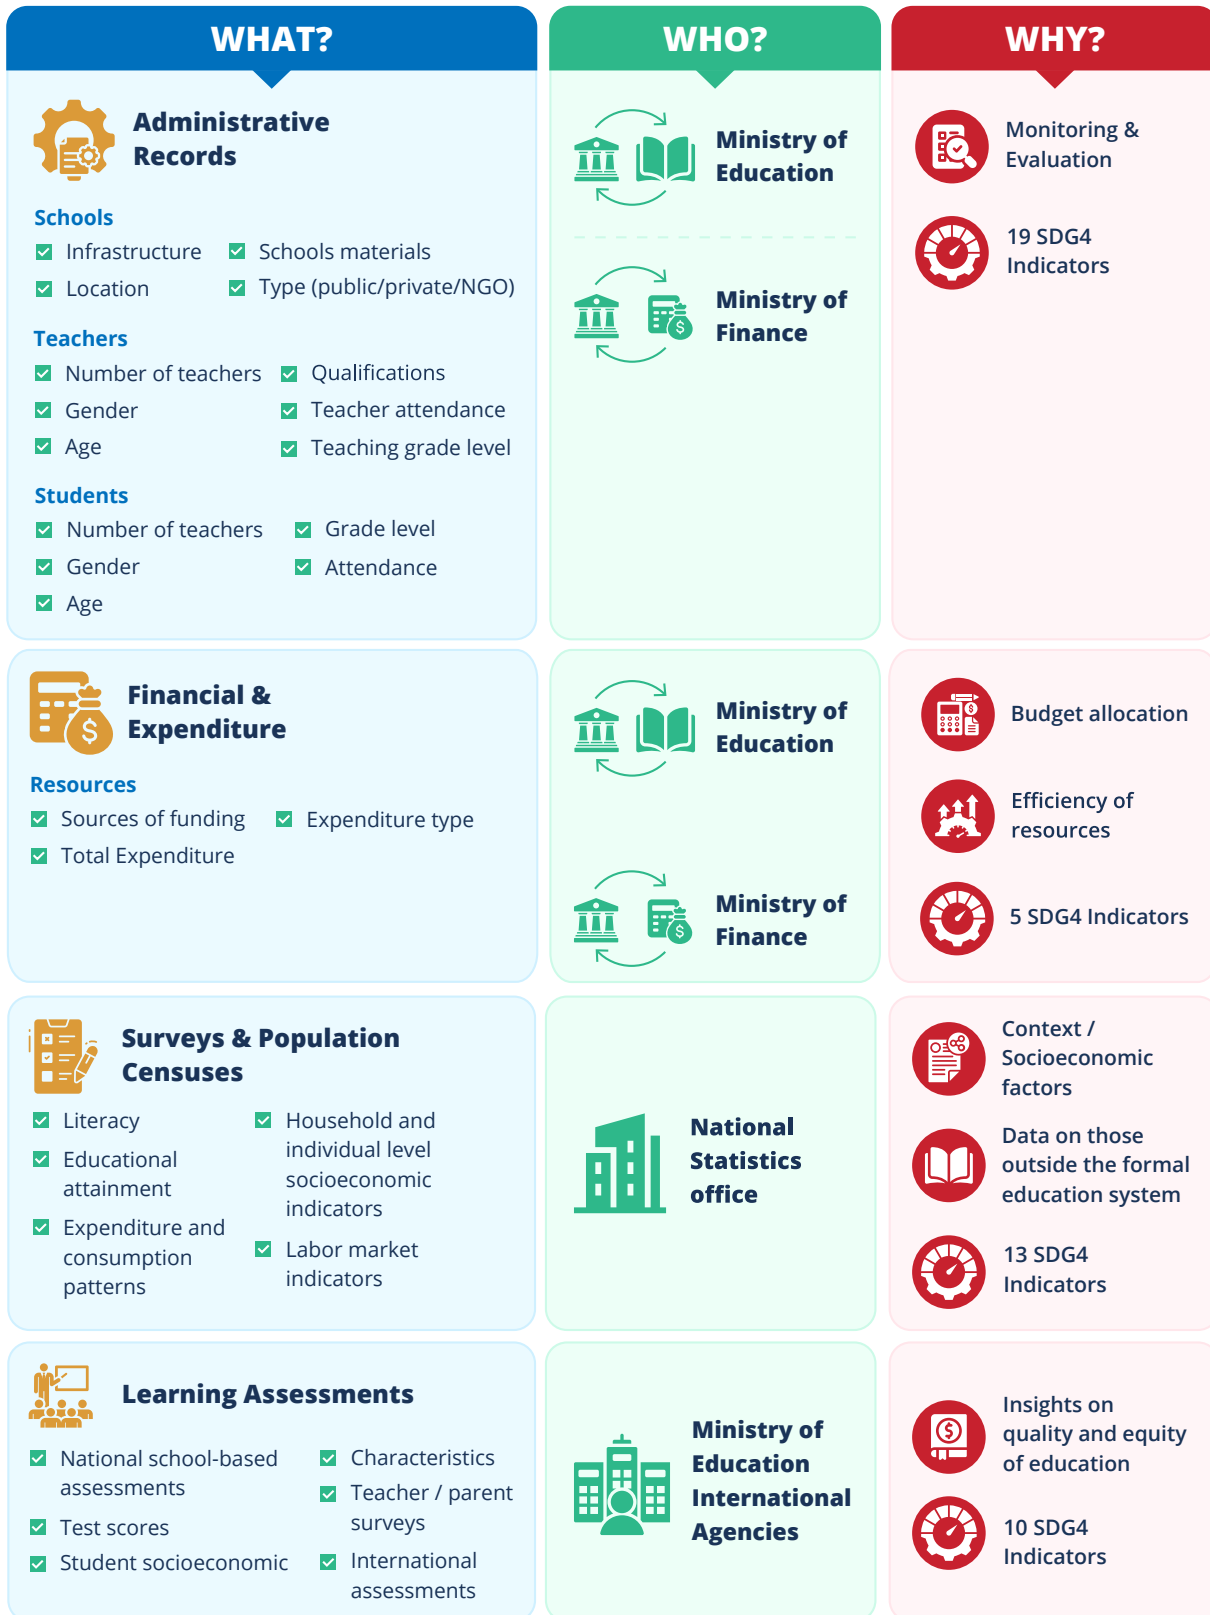 WHAT?
WHO?
WHY?
Administrative
Records
Schools
Infrastructure
Schools materials
Location
Type (public/private/NGO)
Teachers
Number of teachers
Qualifications
Gender
Teacher attendance
Age
Teaching grade level
Students
Number of teachers
Grade level
Gender
Attendance
Age
Ministry of
Education
Ministry of
Finance
Monitoring &
Evaluation
19 SDG4
Indicators
Financial &
Expenditure
Resources
Sources of funding
Expenditure type
Total Expenditure
Ministry of
Education
Ministry of
Finance
Budget allocation
Efficiency of
resources
5 SDG4 Indicators
Surveys & Population
Censuses
Literacy
Educational
attainment
Expenditure and
consumption
patterns
Household and
individual level
socioeconomic
indicators
Labor market
indicators
National
Statistics
office
Context /
Socioeconomic
factors
Data on those
outside the formal
education system
13 SDG4
Indicators
Learning Assessments
National school-based
assessments
Test scores
Student socioeconomic
Characteristics
Teacher / parent
surveys
International
assessments
Ministry of
Education
International
Agencies
Insights on
quality and equity
of education
10 SDG4
Indicators